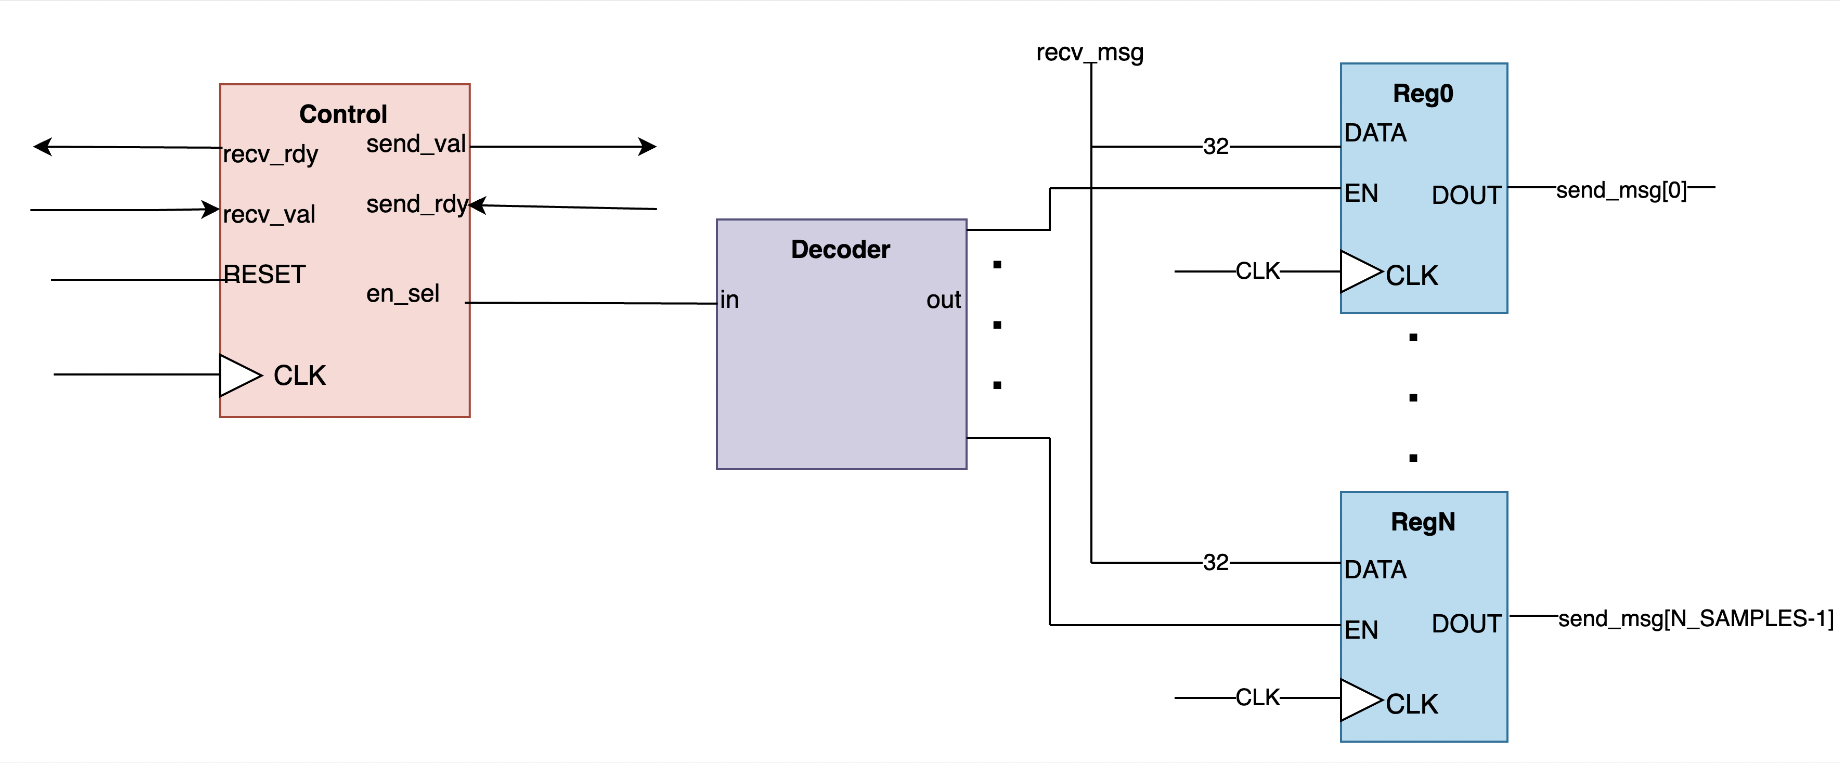 recv_msg
Control
recv_rdy
send_val
recv_val
send_rdy
RESET
en_sel
CLK
Decoder
in
out
Reg0
DATA
32
EN
DOUT
send_msg[0]
CLK
CLK
RegN
32
DATA
EN
DOUT
send_msg[N_SAMPLES-1]
CLK
CLK